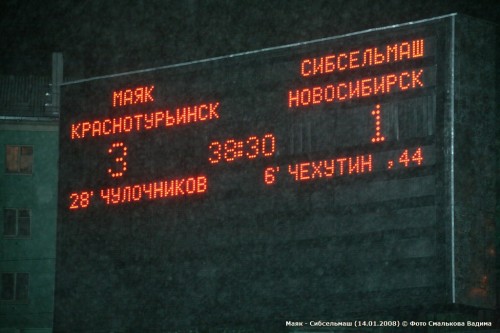 МАЯК
КРАСНОТУРЬИНСК
3
28' ЧУЛОЧНИКОВ
38:30
СИБСЕЛЬМАШ
НОВОСИБИРСК
1
6' ЧЕХУТИН ,44
Маяк - Сибсельмаш (14.01.2008) © Фото Смалькова Вадима